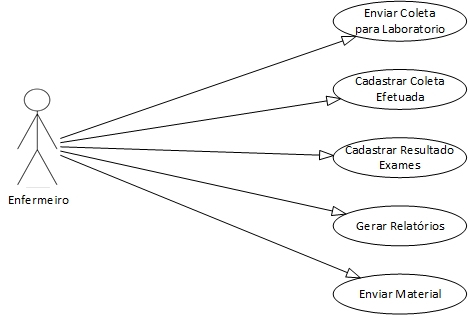 Enviar Coleta
para Laboratorio
Cadastrar Coleta
Efetuada
Cadastrar Resultado
Exames
Enfermeiro
Gerar Relatórios
Enviar Material